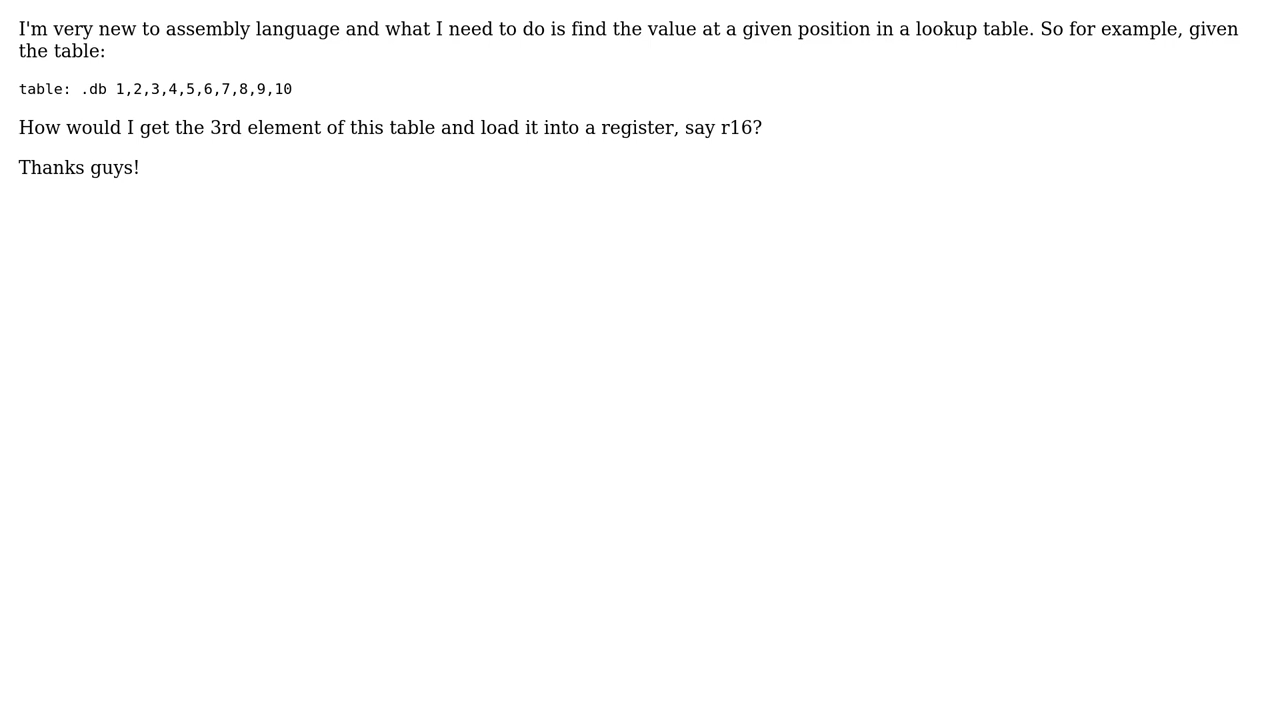 I'm very new to assembly language and what I need to do is find the value at a given position in a lookup table. So for example, given
the table:
table: .db 1,2,3,4,5,6,7,8,9,10
How would I get the 3rd element of this table and load it into a register, say r16?
Thanks guys!